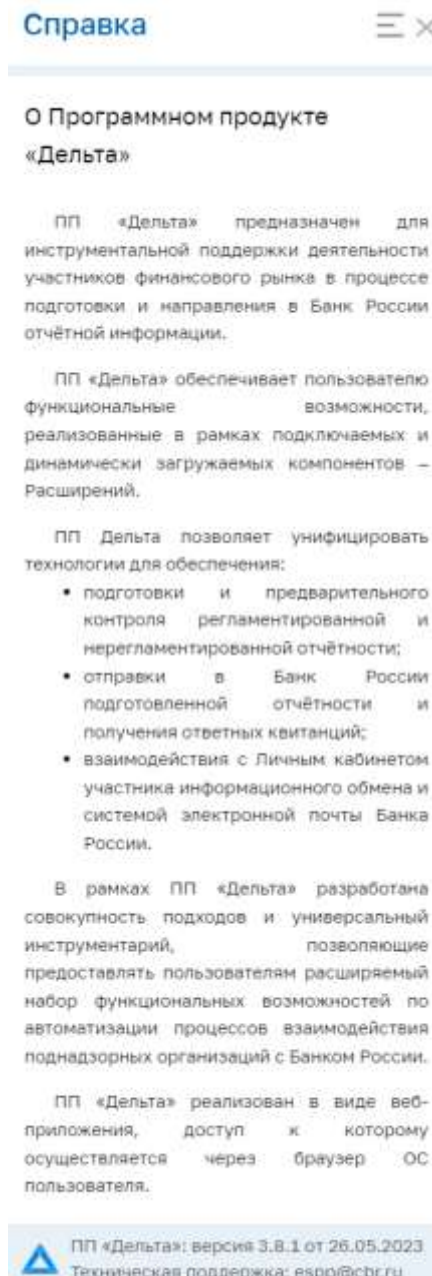 Справка
О Программном продукте
«Дельта»
ПП «Дельта» предназначен для
инструментальной поддержки деятельности
участников финансового рынка в процессе
подготовки и направления в Банк России
отчётной информации.
ПП «Дельта» обеспечивает пользователю
функциональные возможности,
реализованные в рамках подключаемых и
динамически загружаемых компонентов –
Расширений.
ПП Дельта позволяет унифицировать
технологии для обеспечения:
• подготовки и предварительного
контроля регламентированной и
нерегламентированной отчётности;
• отправки в Банк России
подготовленной отчётности и
получения ответных квитанций;
• взаимодействия с Личным кабинетом
участника информационного обмена и
системой электронной почты Банка
России.
В рамках ПП «Дельта» разработана
совокупность подходов и универсальный
инструментарий, позволяющие
предоставлять пользователям расширяемый
набор функциональных возможностей по
автоматизации процессов взаимодействия
поднадзорных организаций с Банком России.
ПП «Дельта» реализован в виде веб-
приложения, доступ к которому
осуществляется через браузер ОС
пользователя.
ПП «Дельта»: версия 3.8.1 от 26.05.2023
Техническая поддержка: espp@cbr.ru